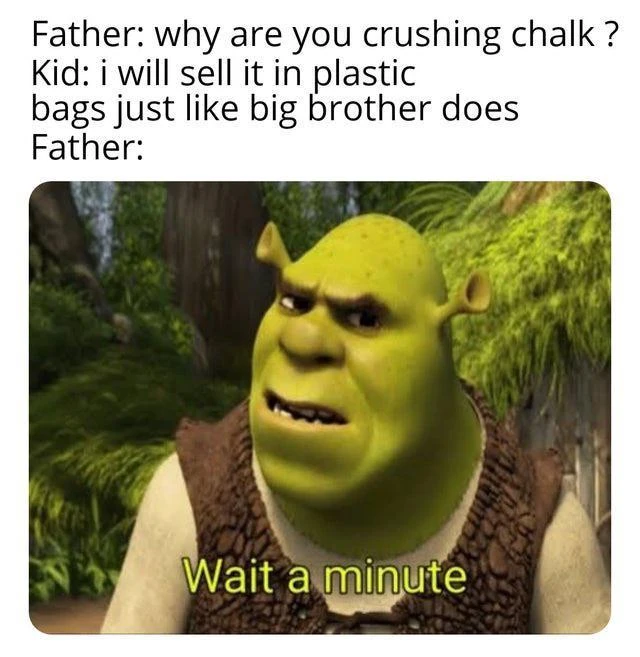 Father: why are you crushing chalk ?
Kid: i will sell it in plastic
bags just like big brother does
Father:
Wait a minute